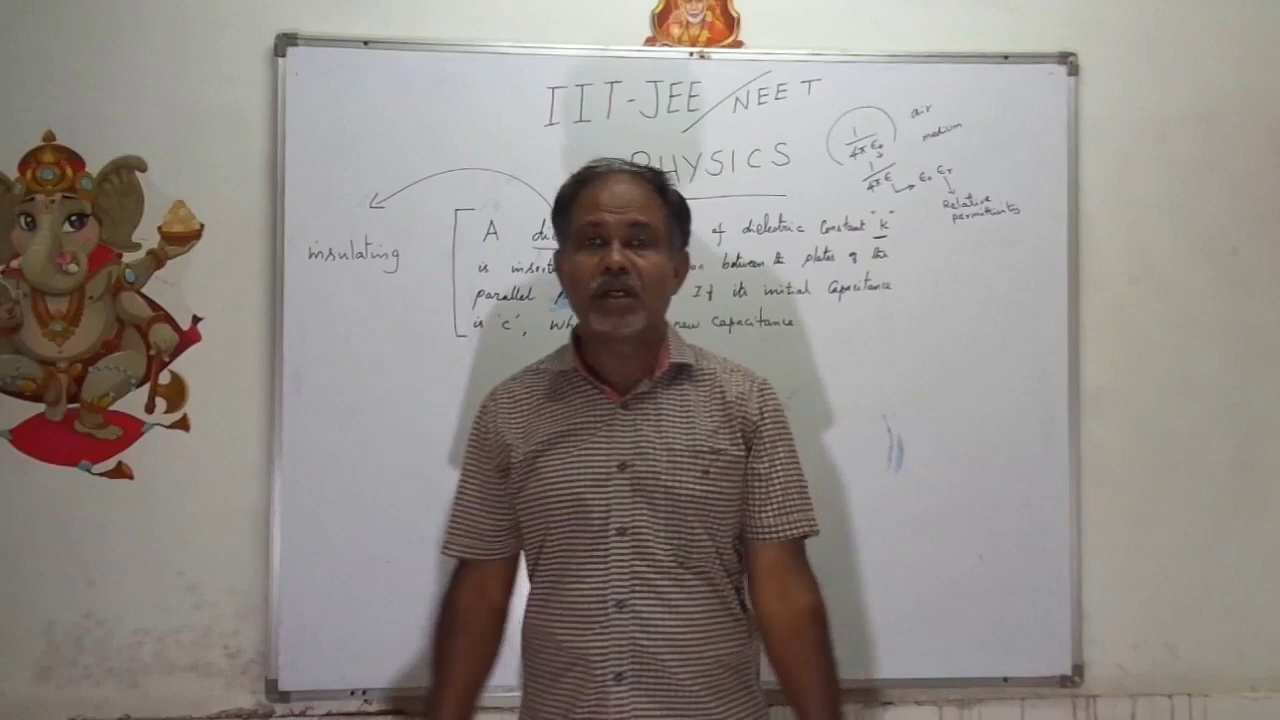 IIT-JEE/NEET
PHYSICS
air
medium
1
4πε₀
1
4πε
ε₀ εᵣ
Relative
permittivity
insulating
A of dielectric Constant "k"
is between the plates of the
parallel If its initial Capacitance
is 'c', new capacitance